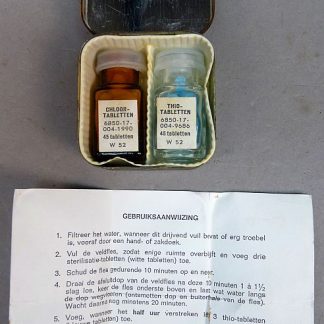 CHLOOR-
TABLETTEN
6850-17-
004-1990
45 tabletten
W 52
THIO-
TABLETTEN
6850-17-
004-9686
45 tabletten
W 52
GEBRUIKSAANWIJZING
1. Filtreer het water, wanneer dit drijvend vuil bevat of erg troebel
is, vooraf door een hand- of zakdoek.
2. Vul de veldfles, zodat enige ruimte overblijft en voeg drie
sterilisatie-tabletten (witte tabletten) toe.
3. Schud de fles gedurende 10 minuten op en neer.
4. Draai de afsluitdop van de veldfles na deze 10 minuten 1 à 1½
slag los, keer de fles onderste boven en laat wat water langs
de dop wegvloeien (ontsmetten dop en buitenhals van de fles).
Wacht daarna nog minstens 20 minuten.
5. Voeg, wanneer het half uur verstreken is, 3 thio-tabletten
toe.